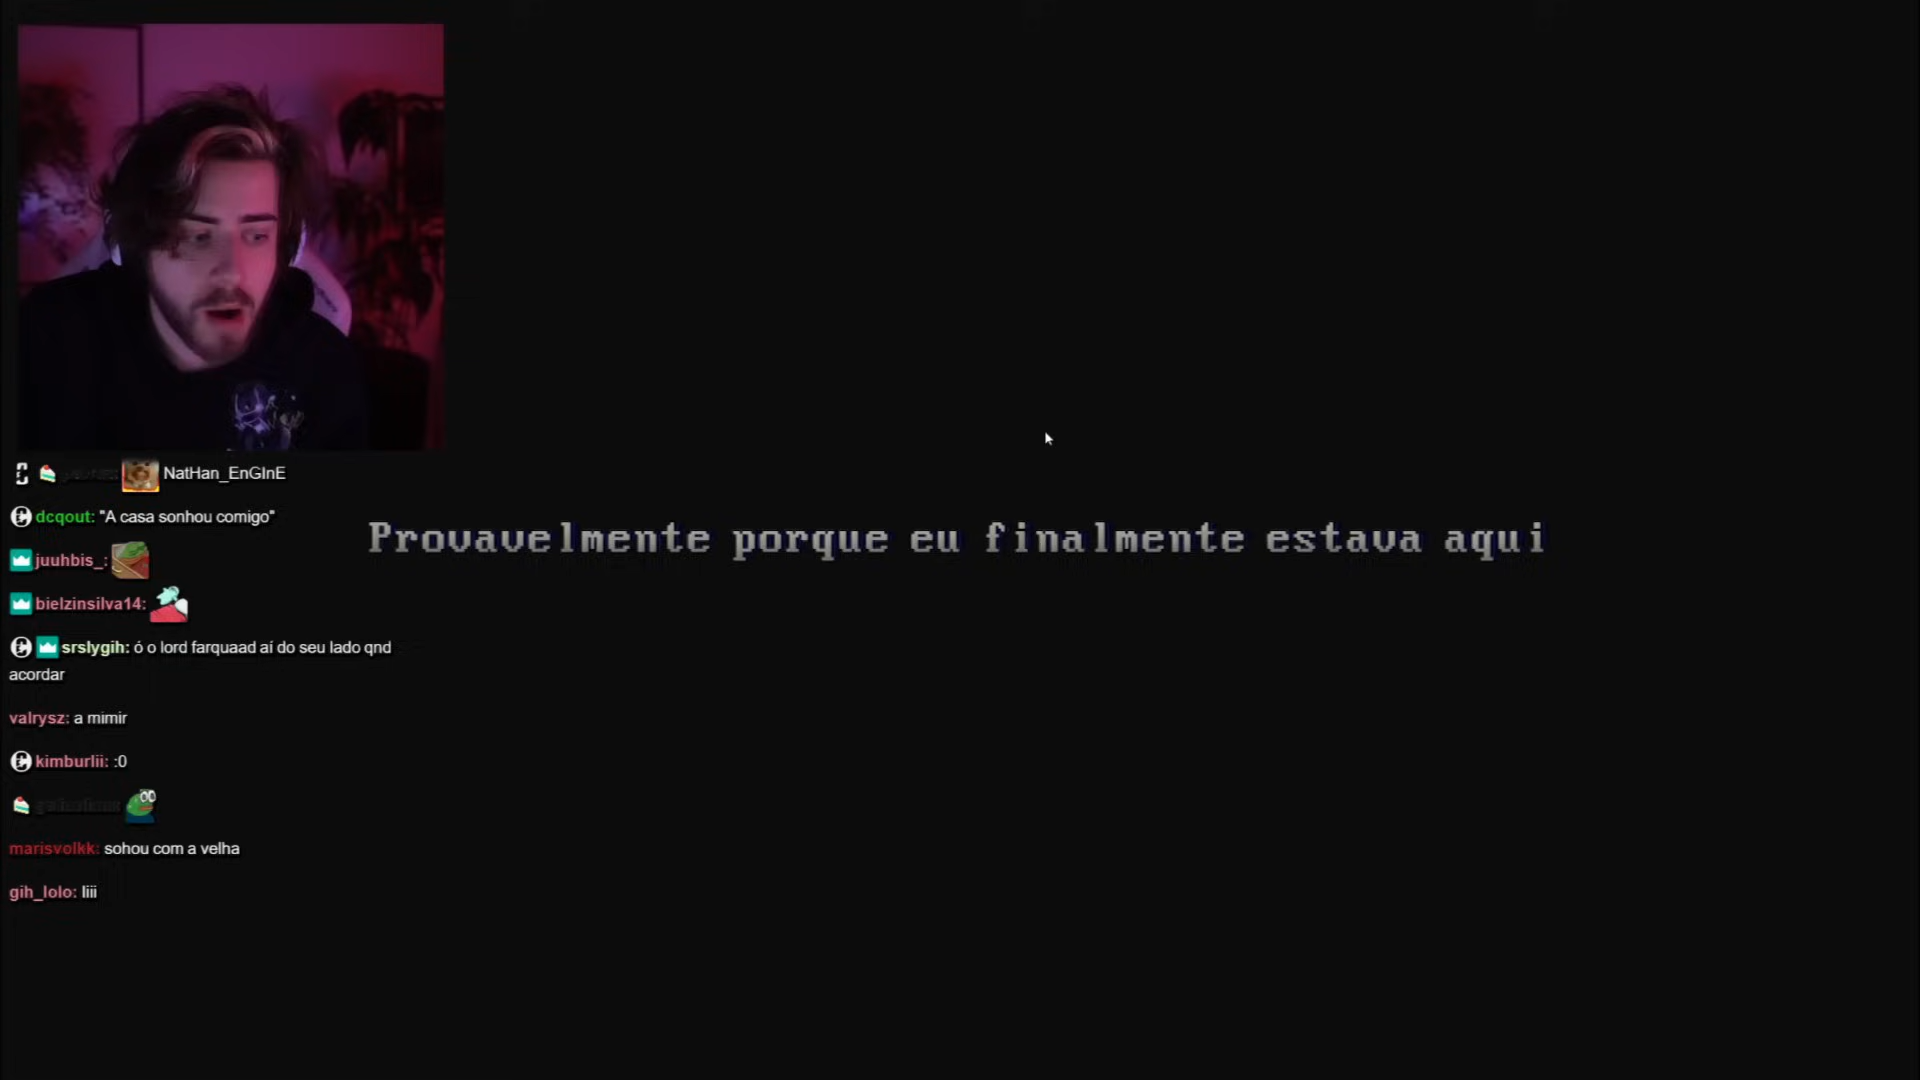 NatHan_EnGInE
dcqout: "A casa sonhou comigo"
Provavelmente porque eu finalmente estava aqui
juuhbis_:
bielzinsilva14:
srslygih: ó o lord farquaad aí do seu lado qnd
acordar
valrysz: a mimir
kimburlii: :0
marisvolkk: sohou com a velha
gih_lolo: Iiii